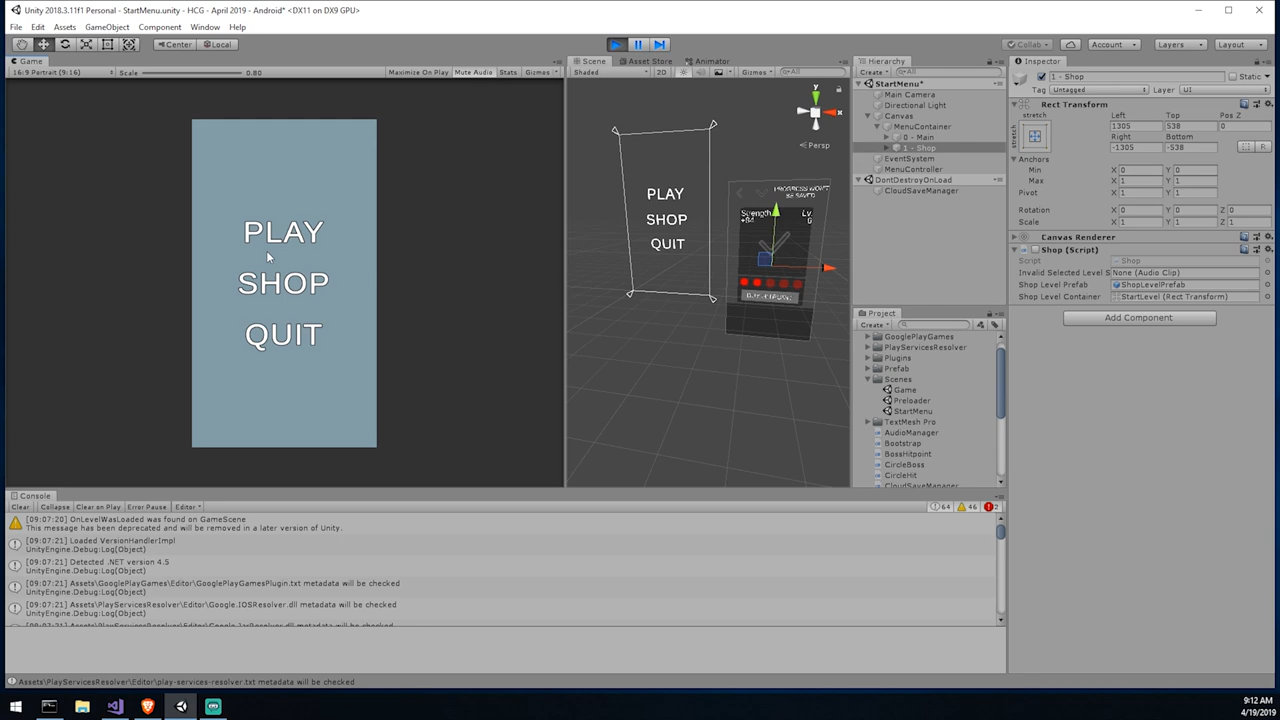 Unity 2018.3.11f1 Personal - StartMenu.unity - HCG - April 2019 - Android* <DX11 on DX9 GPU>
File Edit Assets GameObject Component Window Help
Center Local
Collab Account Layers Layout
Game
16:9 Portrait (9:16) Scale 0.80 Maximize On Play Mute Audio Stats Gizmos
PLAY
SHOP
QUIT
Scene Asset Store Animator
Shaded 2D Gizmos All
y
x
Persp
PLAY
SHOP
QUIT
PROGRESS WON'T
BE SAVED
Strength Lv.
Hierarchy
Create All
StartMenu*
Main Camera
Directional Light
Canvas
MenuContainer
0 - Main
1 - Shop
EventSystem
MenuController
DontDestroyOnLoad
CloudSaveManager
Project
Create
GooglePlayGames
PlayServicesResolver
Plugins
Prefab
Scenes
Game
Preloader
StartMenu
TextMesh Pro
AudioManager
Bootstrap
BossHitpoint
CircleBoss
CircleHit
CloudSaveManager
Inspector
1 - Shop Static
Tag Untagged Layer UI
Rect Transform
stretch Left Top Pos Z
stretch 1305 538 0
Right Bottom
-1305 -538 R
Anchors
Min X 0 Y 0
Max X 1 Y 1
Pivot X 1 Y 1
Rotation X 0 Y 0 Z 0
Scale X 1 Y 1 Z 1
Canvas Renderer
Shop (Script)
Script Shop
Invalid Selected Level S None (Audio Clip)
Shop Level Prefab ShopLevelPrefab
Shop Level Container StartLevel (Rect Transform)
Add Component
Console
Clear Collapse Clear on Play Error Pause Editor 64 46 2
[09:07:20] OnLevelWasLoaded was found on GameScene
This message has been deprecated and will be removed in a later version of Unity.
[09:07:21] Loaded VersionHandlerImpl
UnityEngine.Debug:Log(Object)
[09:07:21] Detected .NET version 4.5
UnityEngine.Debug:Log(Object)
[09:07:21] Assets\GooglePlayGames\Editor\GooglePlayGamesPlugin.txt metadata will be checked
UnityEngine.Debug:Log(Object)
[09:07:21] Assets\PlayServicesResolver\Editor\Google.IOSResolver.dll metadata will be checked
UnityEngine.Debug:Log(Object)
Assets\PlayServicesResolver\Editor\play-services-resolver.txt metadata will be checked
9:12 AM
4/19/2019